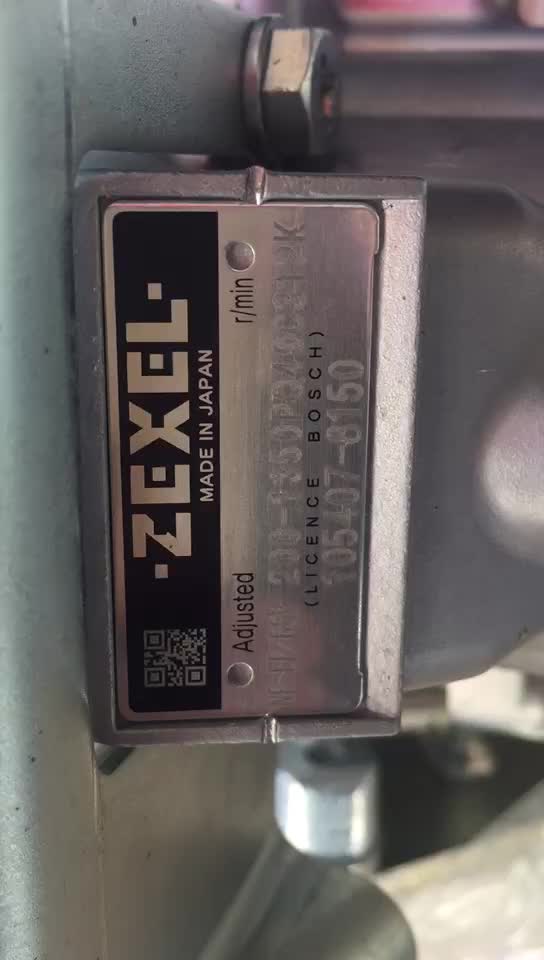 ·ZEXEL·
MADE IN JAPAN
Adjusted r/min
(LICENCE BOSCH)
105407-8150